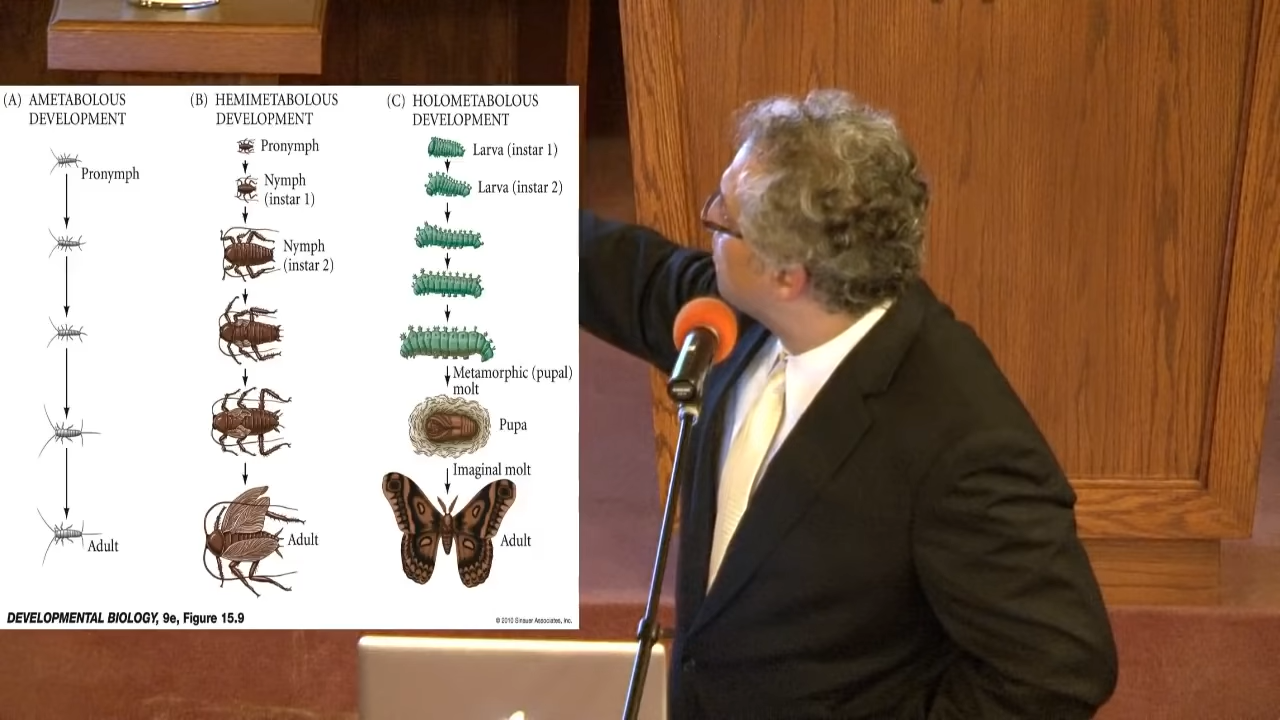 (A) AMETABOLOUS
DEVELOPMENT
Pronymph
Adult
(B) HEMIMETABOLOUS
DEVELOPMENT
Pronymph
Nymph
(instar 1)
Nymph
(instar 2)
Adult
(C) HOLOMETABOLOUS
DEVELOPMENT
Larva (instar 1)
Larva (instar 2)
Metamorphic (pupal)
molt
Pupa
Imaginal molt
Adult
DEVELOPMENTAL BIOLOGY, 9e, Figure 15.9
© 2010 Sinauer Associates, Inc.